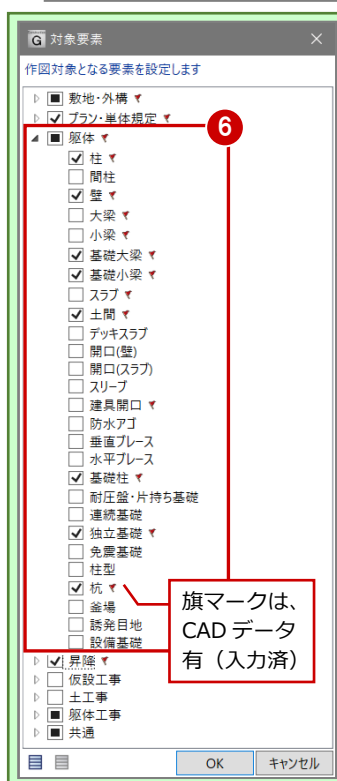 G 対象要素
作図対象となる要素を設定します
敷地・外構
プラン・単体規定
6
躯体
柱
間柱
壁
大梁
小梁
基礎大梁
基礎小梁
スラブ
土間
デッキスラブ
開口(壁)
開口(スラブ)
スリーブ
建具開口
防水アゴ
垂直ブレース
水平ブレース
基礎柱
耐圧盤・片持ち基礎
連続基礎
独立基礎
免震基礎
柱型
杭
釜場
誘発目地
設備基礎
旗マークは、
CAD データ
有（入力済）
昇降
仮設工事
土工事
躯体工事
共通
OK
キャンセル